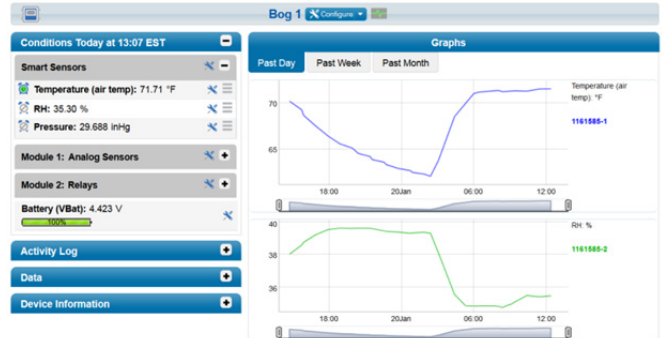 Bog 1 Configure
Conditions Today at 13:07 EST
Smart Sensors
Temperature (air temp): 71.71 °F
RH: 35.30 %
Pressure: 29.688 inHg
Module 1: Analog Sensors
Module 2: Relays
Battery (VBat): 4.423 V
100%
Activity Log
Data
Device Information
Graphs
Past Day Past Week Past Month
Temperature (air
temp): °F
1161585-1
70
65
18:00 20Jan 06:00 12:00
RH: %
1161585-2
40
38
36
18:00 20Jan 06:00 12:00